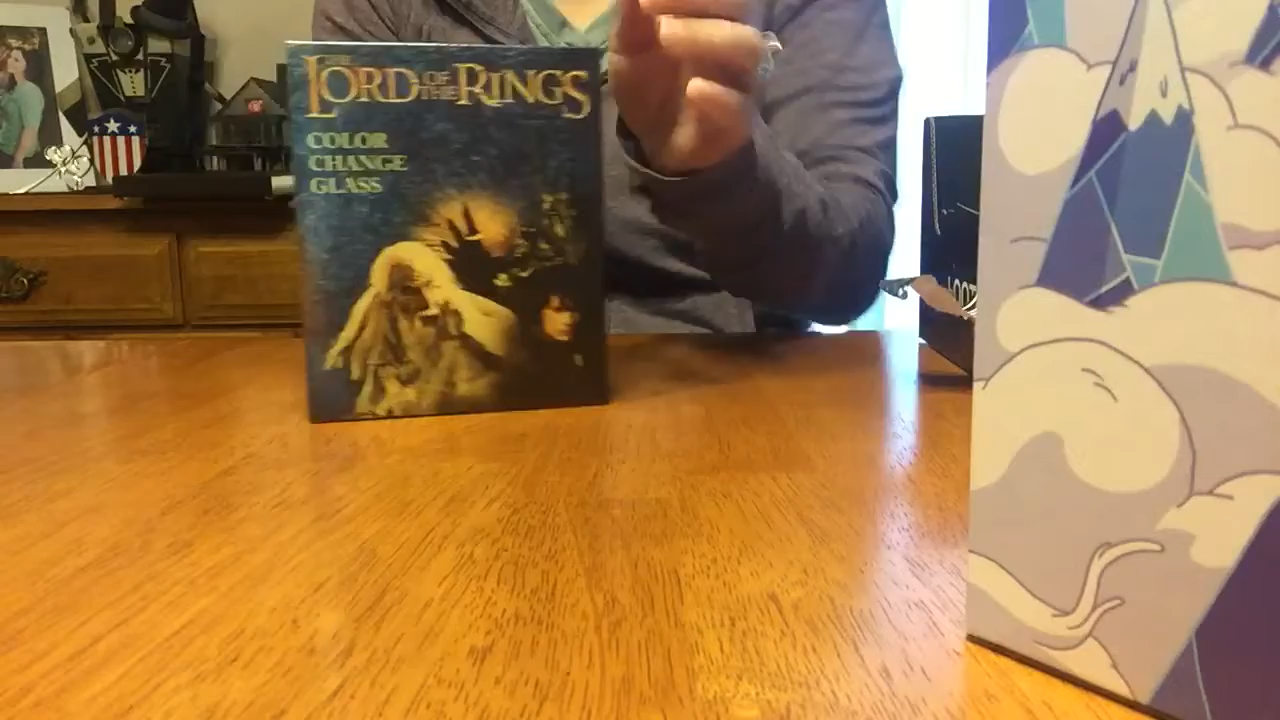 THE
LORD OF THE RINGS
COLOR
CHANGE
GLASS